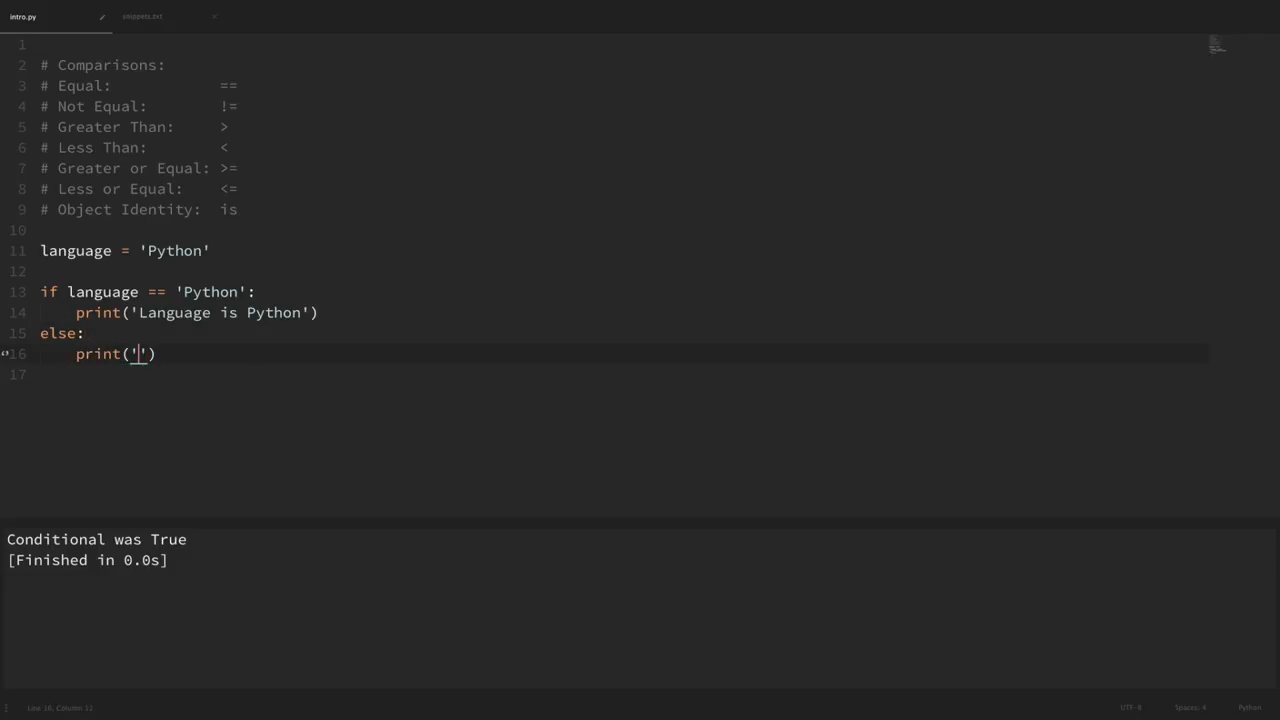 intro.py
snippets.txt
1
2 # Comparisons:
3 # Equal: ==
4 # Not Equal: !=
5 # Greater Than: >
6 # Less Than: <
7 # Greater or Equal: >=
8 # Less or Equal: <=
9 # Object Identity: is
10
11 language = 'Python'
12
13 if language == 'Python':
14 print('Language is Python')
15 else:
16 print('')
17
Conditional was True
[Finished in 0.0s]
Line 16, Column 11
UTF-8
Spaces: 4
Python